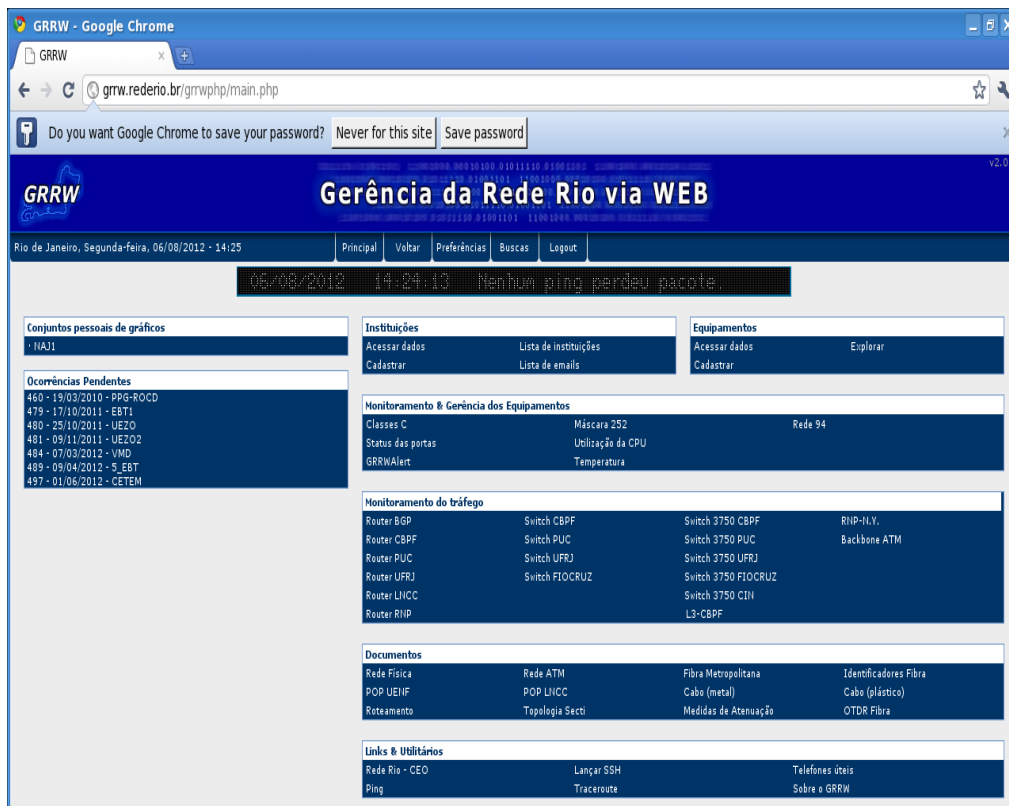 GRRW - Google Chrome
GRRW
grrw.rederio.br/grrwphp/main.php
Do you want Google Chrome to save your password? Never for this site Save password
v2.0
GRRW
Gerência da Rede Rio via WEB
Rio de Janeiro, Segunda-feira, 06/08/2012 - 14:25
Principal Voltar Preferências Buscas Logout
06/08/2012 14:24:13 Nenhum ping perdeu pacote.
Conjuntos pessoais de gráficos
· NAJ1
Ocorrências Pendentes
460 - 19/03/2010 - PPG-ROCD
479 - 17/10/2011 - EBT1
480 - 25/10/2011 - UEZO
481 - 09/11/2011 - UEZO2
484 - 07/03/2012 - VMD
489 - 09/04/2012 - 5_EBT
497 - 01/06/2012 - CETEM
Instituições
Acessar dados Lista de instituições
Cadastrar Lista de emails
Equipamentos
Acessar dados Explorar
Cadastrar
Monitoramento & Gerência dos Equipamentos
Classes C Máscara 252 Rede 94
Status das portas Utilização da CPU
GRRWAlert Temperatura
Monitoramento do tráfego
Router BGP Switch CBPF Switch 3750 CBPF RNP-N.Y.
Router CBPF Switch PUC Switch 3750 PUC Backbone ATM
Router PUC Switch UFRJ Switch 3750 UFRJ
Router UFRJ Switch FIOCRUZ Switch 3750 FIOCRUZ
Router LNCC Switch 3750 CIN
Router RNP L3-CBPF
Documentos
Rede Física Rede ATM Fibra Metropolitana Identificadores Fibra
POP UENF POP LNCC Cabo (metal) Cabo (plástico)
Roteamento Topologia Secti Medidas de Atenuação OTDR Fibra
Links & Utilitários
Rede Rio - CEO Lançar SSH Telefones úteis
Ping Traceroute Sobre o GRRW